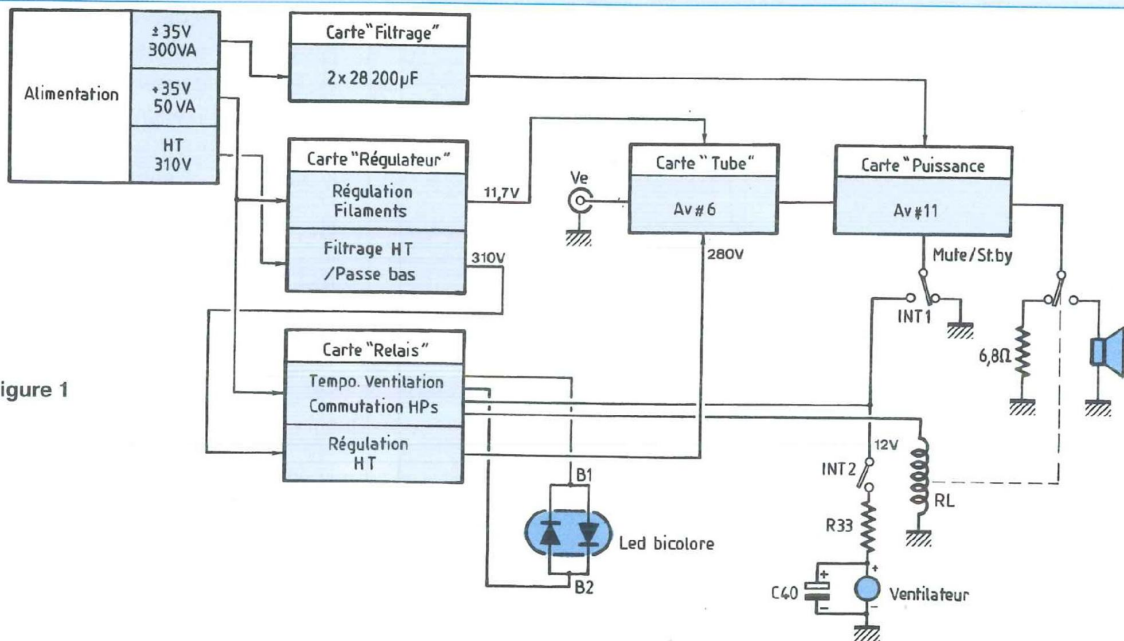 ± 35V
300VA
Alimentation
+35V
50VA
HT
310V
Carte "Filtrage"
2 x 28 200µF
Carte "Régulateur"
Régulation
Filaments
Filtrage HT
/Passe bas
11,7V
310V
Ve
Carte "Tube"
Av # 6
280V
Carte "Puissance
Av #11
Mute/St.by
INT1
6,8Ω
Carte "Relais"
Tempo. Ventilation
Commutation HPs
Régulation
HT
igure 1
B1
B2
Led bicolore
12V
INT2
RL
R33
C40
+
-
+
-
Ventilateur